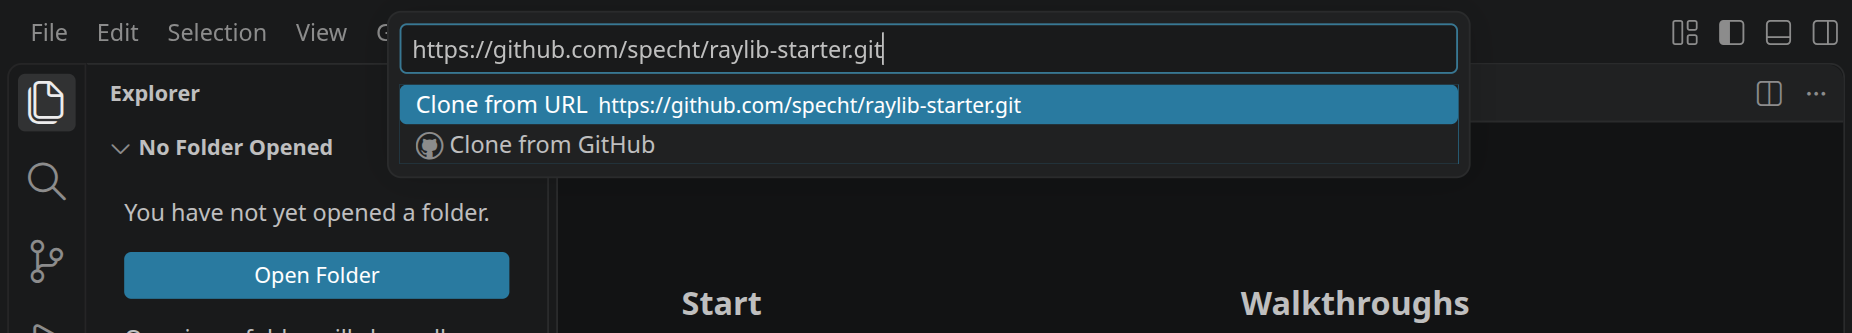 File Edit Selection View
https://github.com/specht/raylib-starter.git
Clone from URL https://github.com/specht/raylib-starter.git
Clone from GitHub
Explorer
No Folder Opened
You have not yet opened a folder.
Open Folder
Start
Walkthroughs